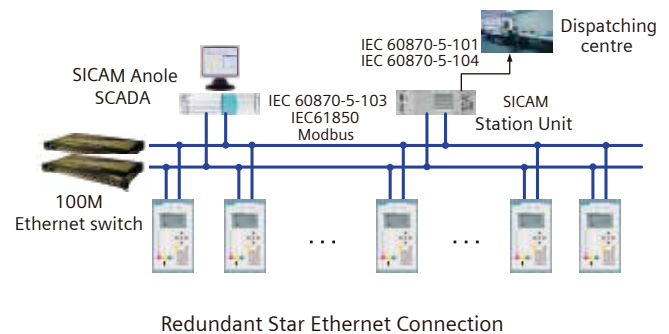 IEC 60870-5-101
IEC 60870-5-104
Dispatching
centre
SICAM Anole
SCADA
IEC 60870-5-103
IEC61850
Modbus
SICAM
Station Unit
100M
Ethernet switch
... ...
Redundant Star Ethernet Connection